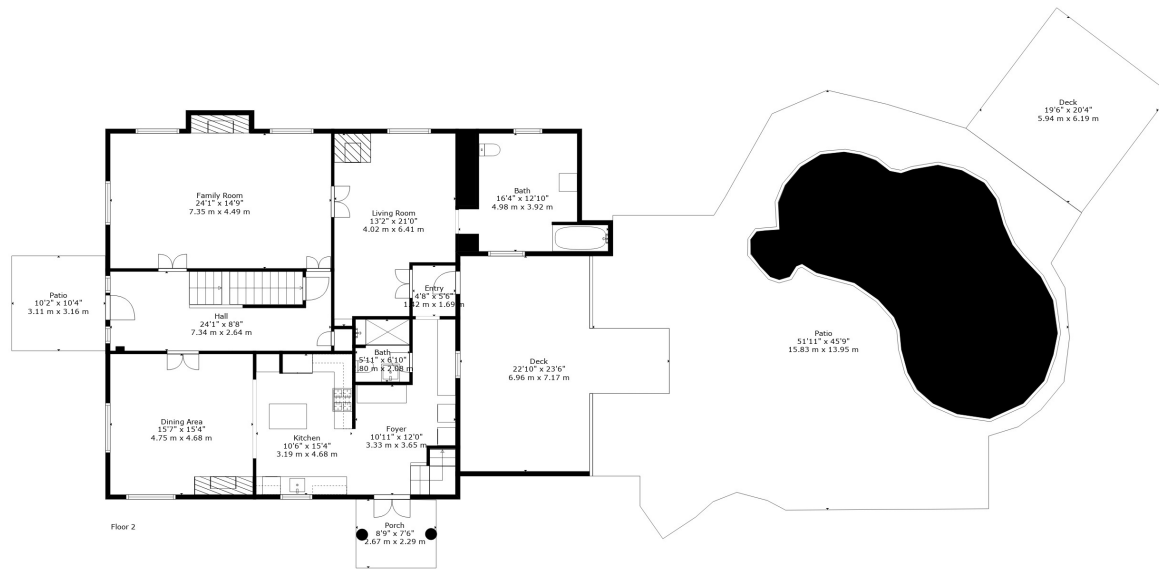 Deck
19'6" x 20'4"
5.94 m x 6.19 m
Family Room
24'1" x 14'9"
7.35 m x 4.49 m
Living Room
13'2" x 21'0"
4.02 m x 6.41 m
Bath
16'4" x 12'10"
4.98 m x 3.92 m
Patio
10'2" x 10'4"
3.11 m x 3.16 m
Entry
4'8" x 5'6"
1.42 m x 1.69 m
Hall
24'1" x 8'8"
7.34 m x 2.64 m
Bath
5'11" x 6'10"
1.80 m x 2.08 m
Deck
22'10" x 23'6"
6.96 m x 7.17 m
Patio
51'11" x 45'9"
15.83 m x 13.95 m
Dining Area
15'7" x 15'4"
4.75 m x 4.68 m
Kitchen
10'6" x 15'4"
3.19 m x 4.68 m
Foyer
10'11" x 12'0"
3.33 m x 3.65 m
Floor 2
Porch
8'9" x 7'6"
2.67 m x 2.29 m